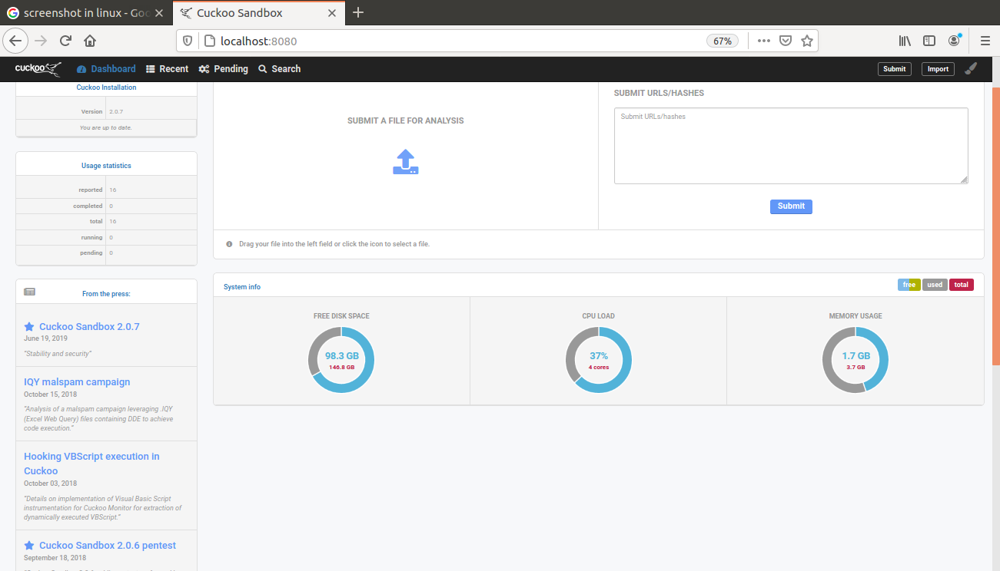 screenshot in linux - Goo
Cuckoo Sandbox
localhost:8080
67%
cuckoo
Dashboard
Recent
Pending
Search
Submit
Import
Cuckoo Installation
Version 2.0.7
You are up to date.
Usage statistics
reported 16
completed 0
total 16
running 0
pending 0
From the press:
Cuckoo Sandbox 2.0.7
June 19, 2019
"Stability and security"
IQY malspam campaign
October 15, 2018
"Analysis of a malspam campaign leveraging .IQY
(Excel Web Query) files containing DDE to achieve
code execution."
Hooking VBScript execution in
Cuckoo
October 03, 2018
"Details on implementation of Visual Basic Script
instrumentation for Cuckoo Monitor for extraction of
dynamically executed VBScript."
Cuckoo Sandbox 2.0.6 pentest
September 18, 2018
SUBMIT A FILE FOR ANALYSIS
SUBMIT URLS/HASHES
Submit URLs/hashes
Submit
Drag your file into the left field or click the icon to select a file.
System info
free
used
total
FREE DISK SPACE
98.3 GB
146.8 GB
CPU LOAD
37%
4 cores
MEMORY USAGE
1.7 GB
3.7 GB